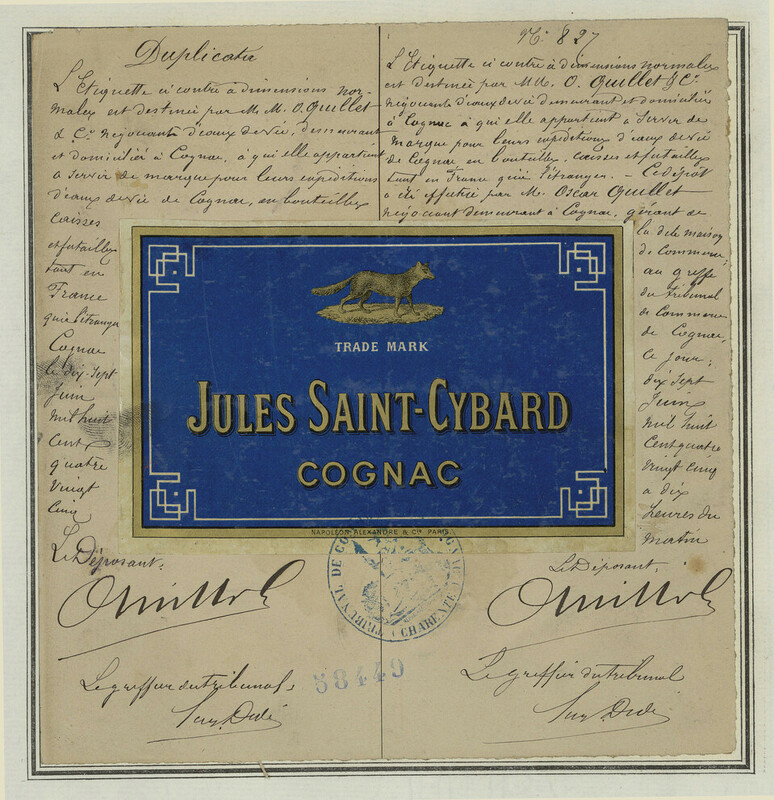 Duplicata
L'Etiquette ci contre à dimensions nor-
males est destinée par M.M. O. Quillet
& Cie négociants d'eaux de vie, demeurant
et domiciliés à Cognac, à qui elle appartient
à servir de marque pour leurs expéditions
d'eaux de vie de Cognac, en bouteilles
Caisses
et futailles
tant en
France
qu'à l'étranger
Cognac
le dix-sept
Juin
mil huit
cent
quatre
vingt
cinq
Le Déposant:
Le greffier du tribunal,
No. 827
L'Etiquette ci contre à dimensions normales
est destinée par MM. O. Quillet & Cie
négociants d'eaux de vie demeurant et domiciliés
à Cognac à qui elle appartient à servir de
marque pour leurs expéditions d'eaux de vie
de Cognac, en bouteilles, caisses et futailles
tant en France qu'à l'étranger. — Ce dépôt
a été effectué par M. Oscar Quillet
négociant demeurant à Cognac, gérant de
la dite maison
de Commerce
au greffe
du tribunal
de Commerce
de Cognac,
ce jour,
dix sept
Juin
mil huit
cent quatre
vingt cinq
à dix
heures du
matin
Le Déposant,
Le greffier du tribunal
TRADE MARK
JULES SAINT-CYBARD
COGNAC
NAPOLÉON ALEXANDRE & Cie PARIS
TRIBUNAL DE COGNAC
CHARENTE
58449